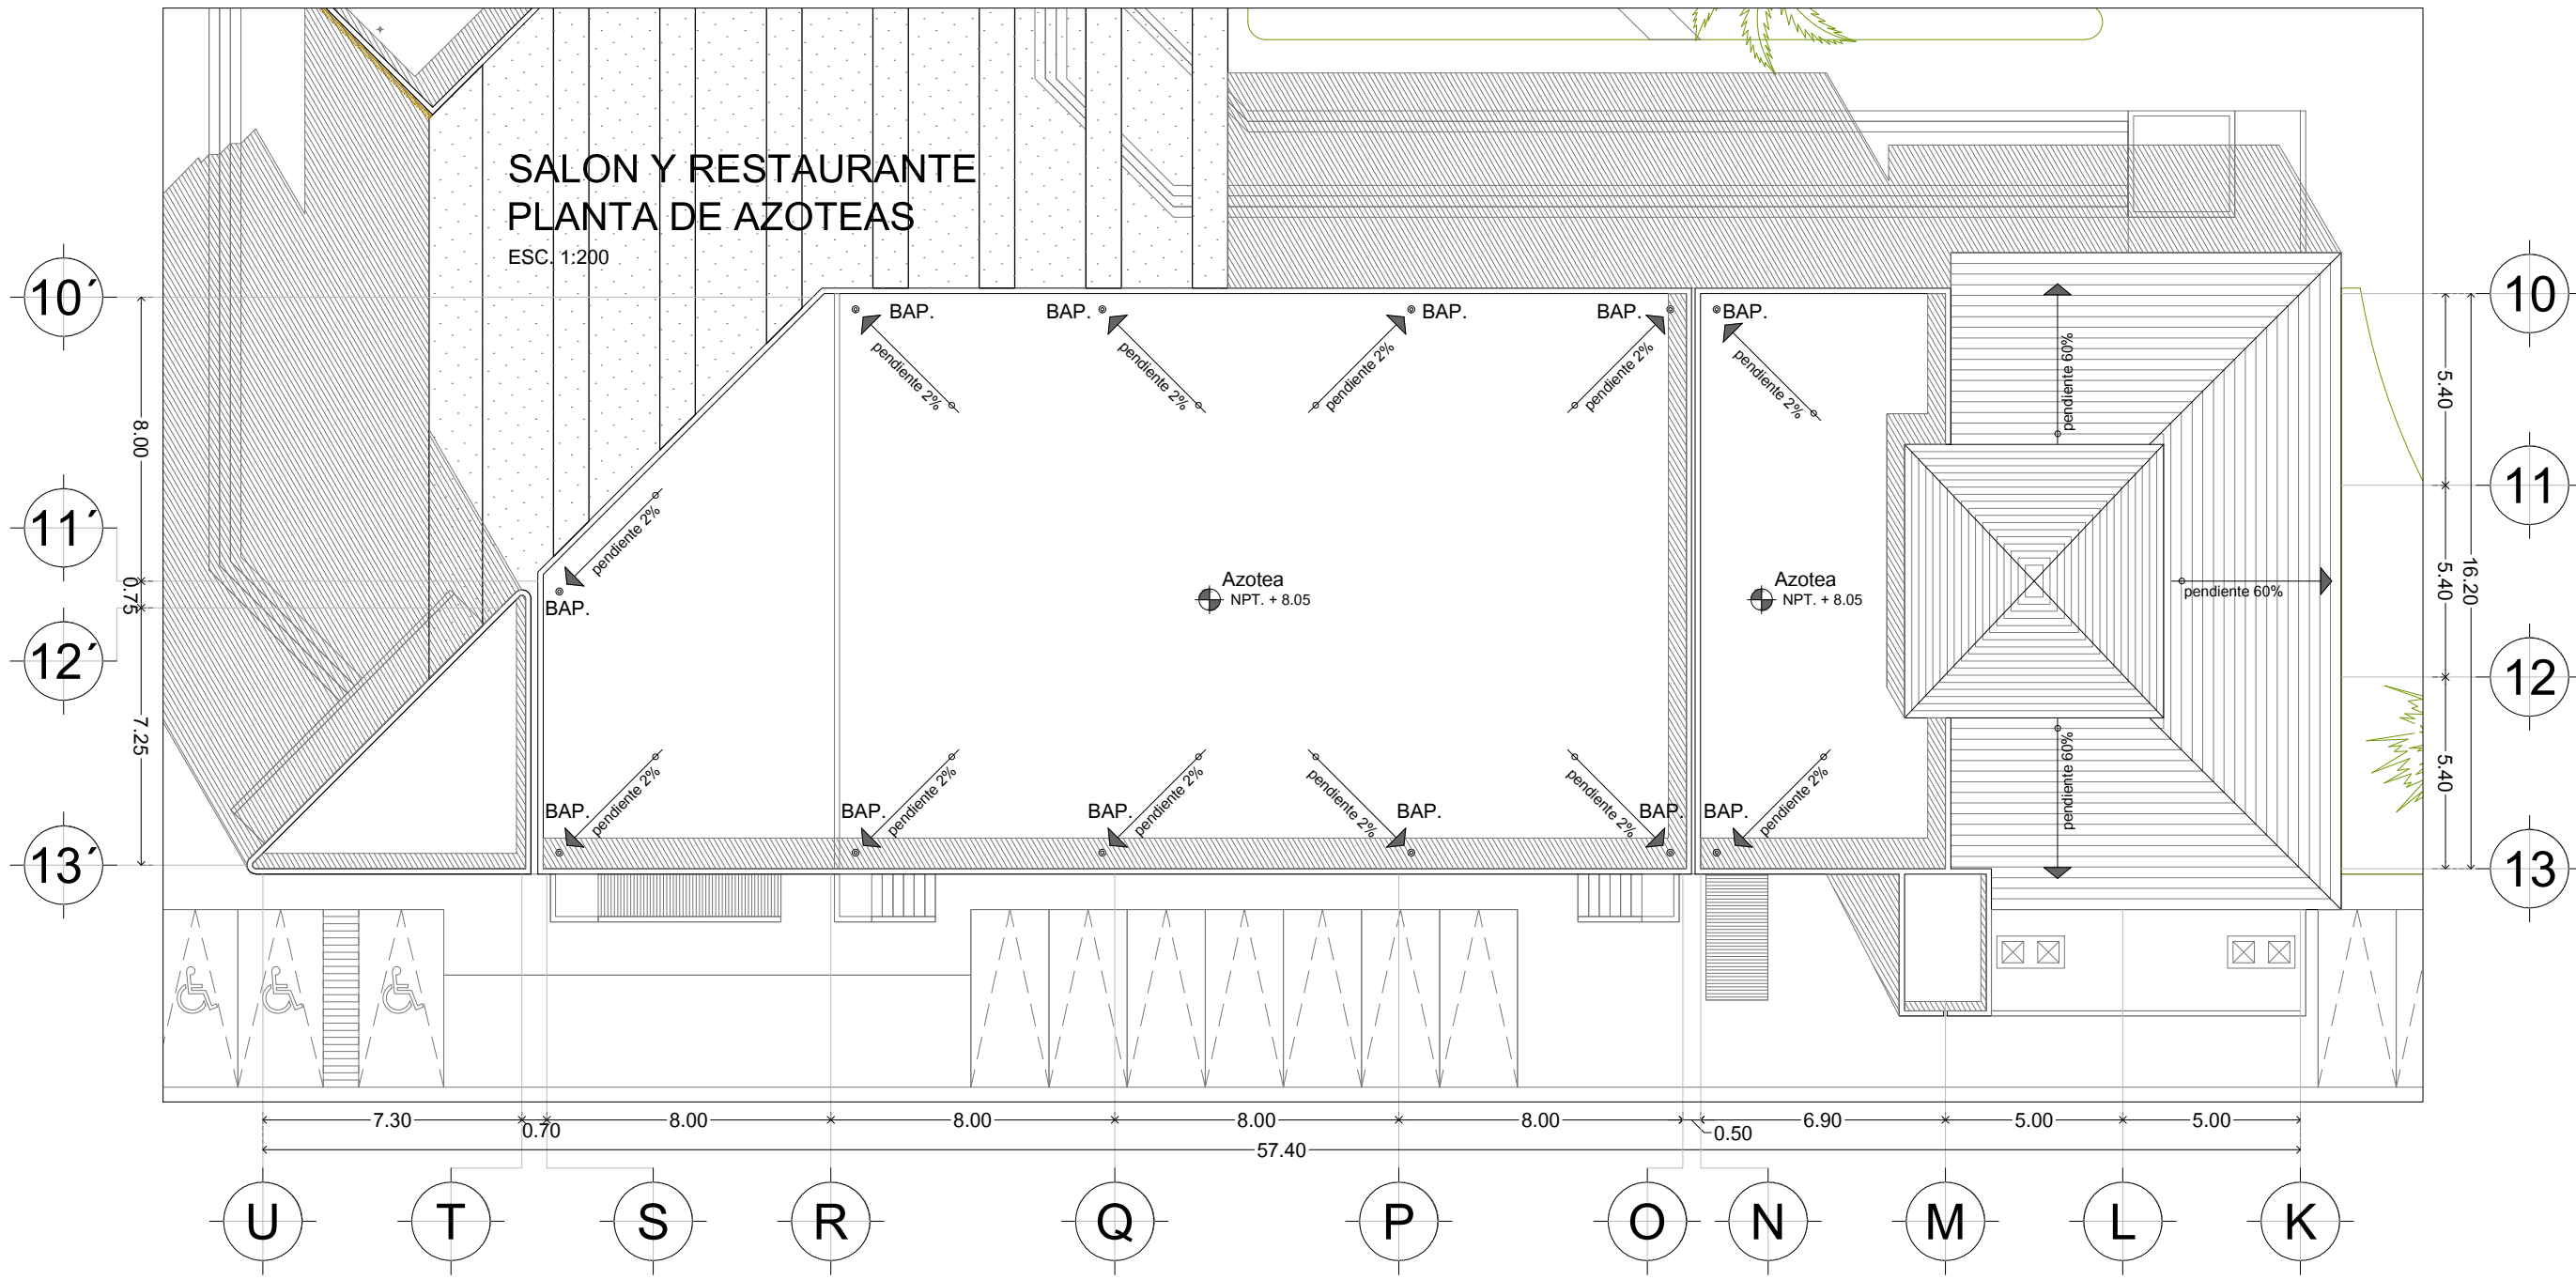 SALON Y RESTAURANTE
PLANTA DE AZOTEAS
ESC. 1:200
10´
10
BAP.
BAP.
BAP.
BAP.
BAP.
pendiente 2%
pendiente 2%
pendiente 2%
pendiente 2%
pendiente 2%
pendiente 60%
5.40
8.00
11´
11
pendiente 2%
0.75
BAP.
Azotea
NPT. + 8.05
Azotea
NPT. + 8.05
pendiente 60%
5.40
16.20
12´
12
7.25
pendiente 2%
pendiente 2%
pendiente 2%
pendiente 2%
pendiente 2%
pendiente 2%
pendiente 60%
5.40
BAP.
BAP.
BAP.
BAP.
BAP.
BAP.
13´
13
7.30
0.70
8.00
8.00
8.00
8.00
0.50
6.90
5.00
5.00
57.40
U
T
S
R
Q
P
O
N
M
L
K